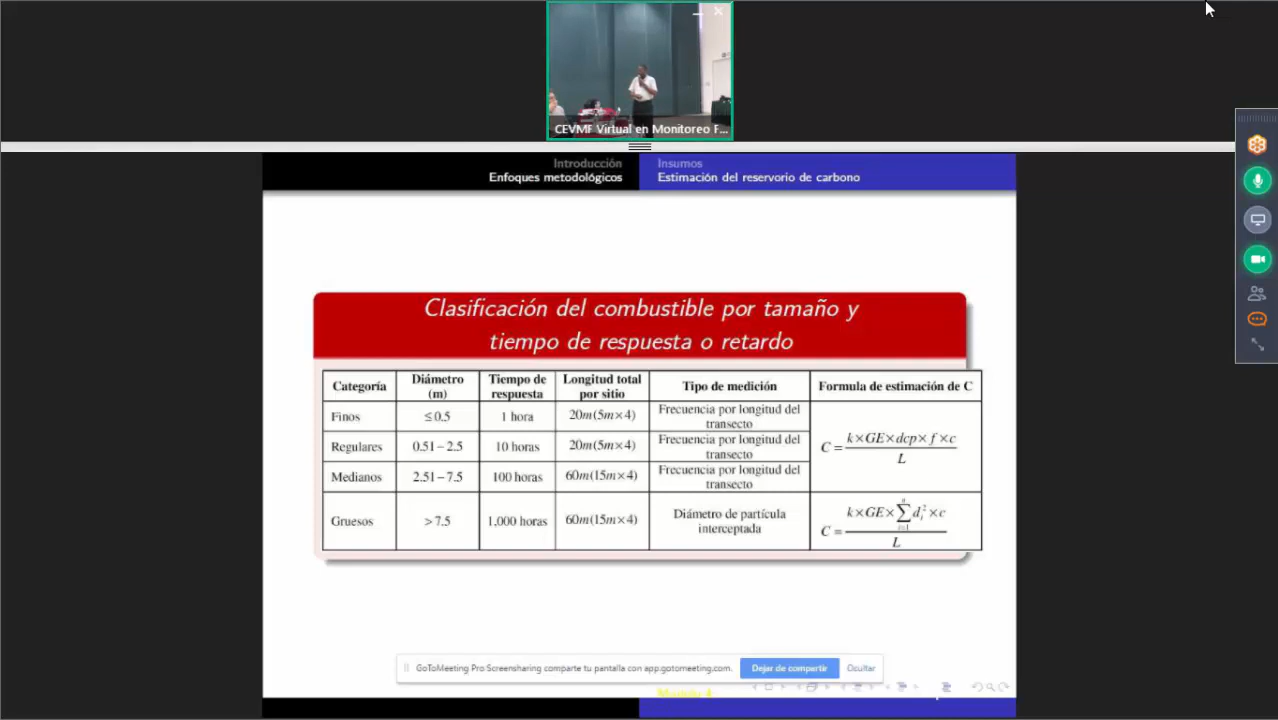 CEVMF Virtual en Monitoreo F...
Introducción
Enfoques metodológicos
Insumos
Estimación del reservorio de carbono
Clasificación del combustible por tamaño y
tiempo de respuesta o retardo
Categoría Diámetro (m) Tiempo de respuesta Longitud total por sitio Tipo de medición Formula de estimación de C
Finos ≤0.5 1 hora 20m(5m×4) Frecuencia por longitud del transecto
Regulares 0.51–2.5 10 horas 20m(5m×4) Frecuencia por longitud del transecto
C = k×GE×dcp×f×c / L
Medianos 2.51–7.5 100 horas 60m(15m×4) Frecuencia por longitud del transecto
Gruesos >7.5 1,000 horas 60m(15m×4) Diámetro de partícula interceptada
C = k×GE×∑ᵢ₌₁ⁿ dᵢ²×c / L
GoToMeeting Pro Screensharing comparte tu pantalla con app.gotomeeting.com. Dejar de compartir Ocultar